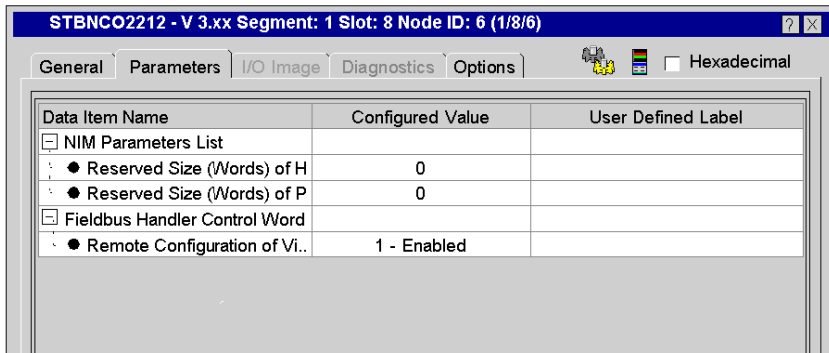 STBNCO2212 - V 3.xx Segment: 1 Slot: 8 Node ID: 6 (1/8/6)
General Parameters I/O Image Diagnostics Options Hexadecimal
Data Item Name Configured Value User Defined Label
NIM Parameters List
Reserved Size (Words) of H 0
Reserved Size (Words) of P 0
Fieldbus Handler Control Word
Remote Configuration of Vi.. 1 - Enabled